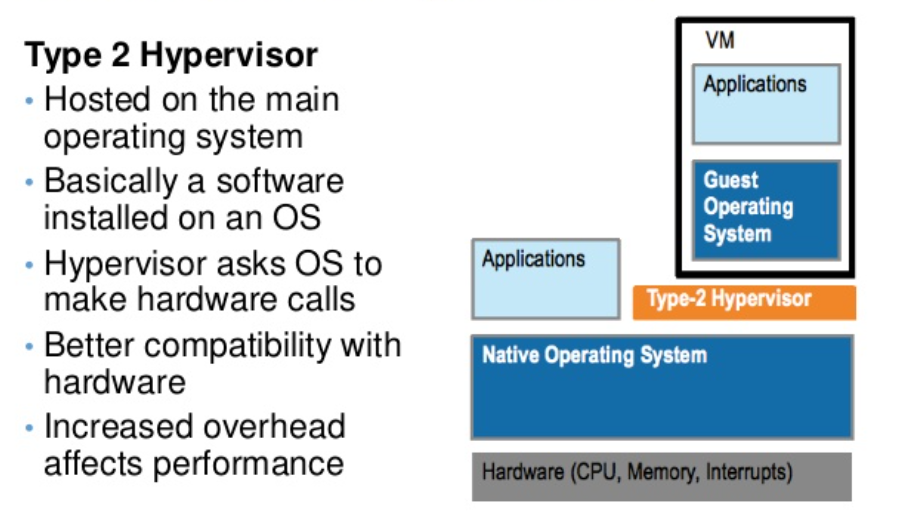 Type 2 Hypervisor
• Hosted on the main
operating system
• Basically a software
installed on an OS
• Hypervisor asks OS to
make hardware calls
• Better compatibility with
hardware
• Increased overhead
affects performance
VM
Applications
Guest
Operating
System
Applications
Type-2 Hypervisor
Native Operating System
Hardware (CPU, Memory, Interrupts)